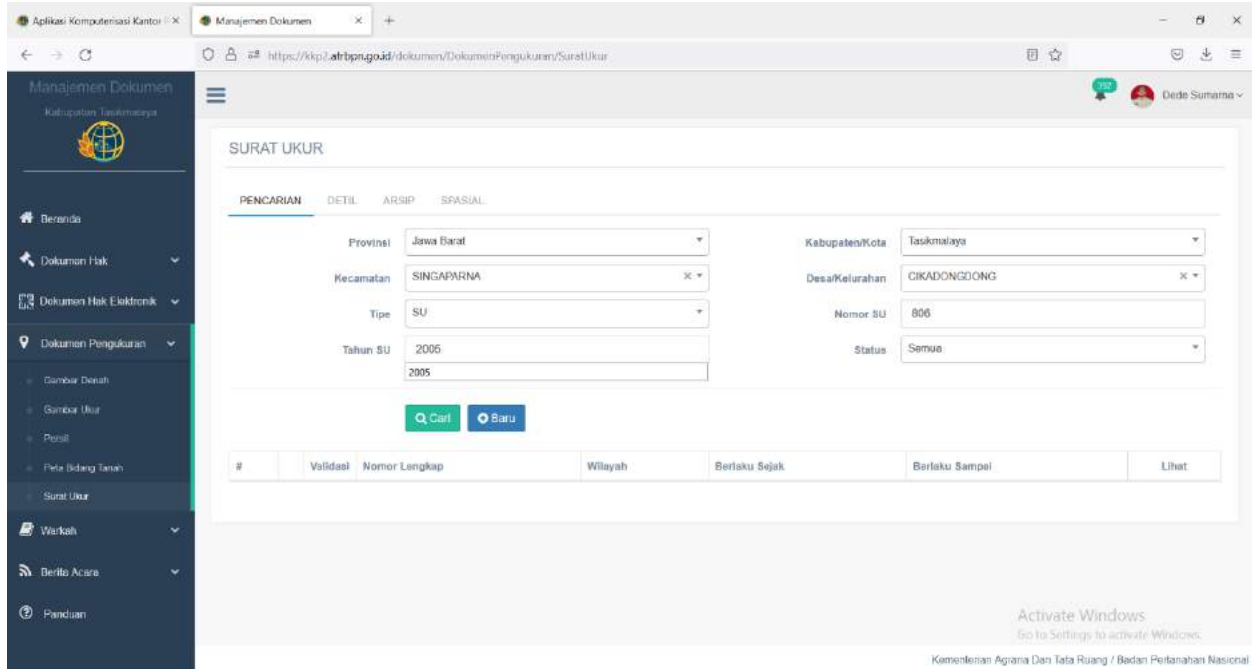 Aplikasi Komputerisasi Kantor
Manajemen Dokumen
https://kkp2.atrbpn.go.id/dokumen/DokumenPengukuran/SuratUkur
Manajemen Dokumen
Kabupaten Tasikmalaya
Dede Sumarna
SURAT UKUR
PENCARIAN DETIL ARSIP SPASIAL
Provinsi Jawa Barat Kabupaten/Kota Tasikmalaya
Kecamatan SINGAPARNA Desa/Kelurahan CIKADONGDONG
Tipe SU Nomor SU 806
Tahun SU 2005 Status Semua
2005
Cari Baru
# Validasi Nomor Lengkap Wilayah Berlaku Sejak Berlaku Sampai Lihat
Beranda
Dokumen Hak
Dokumen Hak Elektronik
Dokumen Pengukuran
Gambar Denah
Gambar Ukur
Persil
Peta Bidang Tanah
Surat Ukur
Warkah
Berita Acara
Panduan
Activate Windows
Go to Settings to activate Windows.
Kementerian Agraria Dan Tata Ruang / Badan Pertanahan Nasional